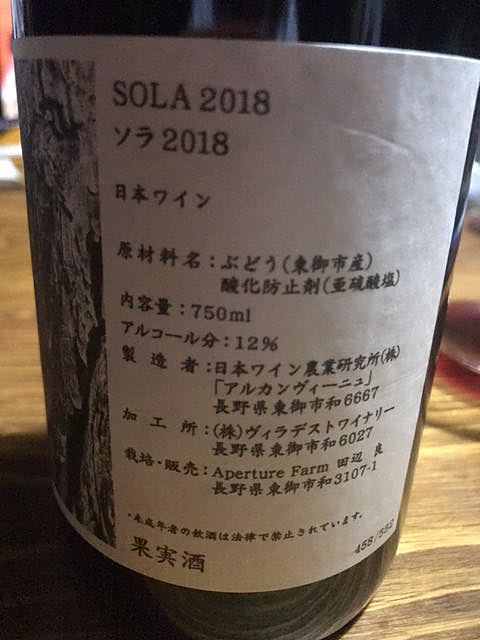 SOLA 2018
ソラ 2018
日本ワイン
原材料名：ぶどう(東御市産)
酸化防止剤(亜硫酸塩)
内容量：750ml
アルコール分：12%
製造者：日本ワイン農業研究所(株)
「アルカンヴィーニュ」
長野県東御市和6667
加工所：(株)ヴィラデストワイナリー
長野県東御市和6027
栽培・販売：Aperture Farm 田辺 良
長野県東御市和3107-1
・未成年者の飲酒は法律で禁止されています。
果実酒
458/552